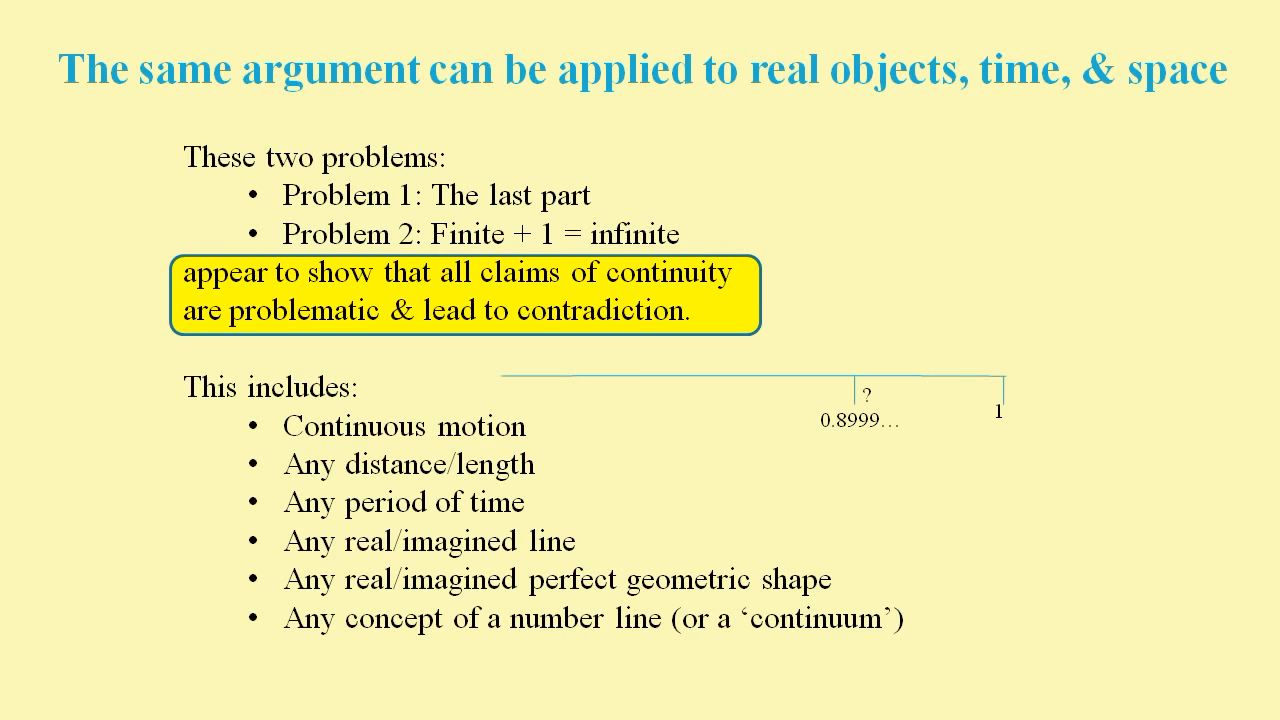 The same argument can be applied to real objects, time, & space
These two problems:
• Problem 1: The last part
• Problem 2: Finite + 1 = infinite
appear to show that all claims of continuity
are problematic & lead to contradiction.
This includes:
• Continuous motion
• Any distance/length
• Any period of time
• Any real/imagined line
• Any real/imagined perfect geometric shape
• Any concept of a number line (or a ‘continuum’)
?
0.8999…
1